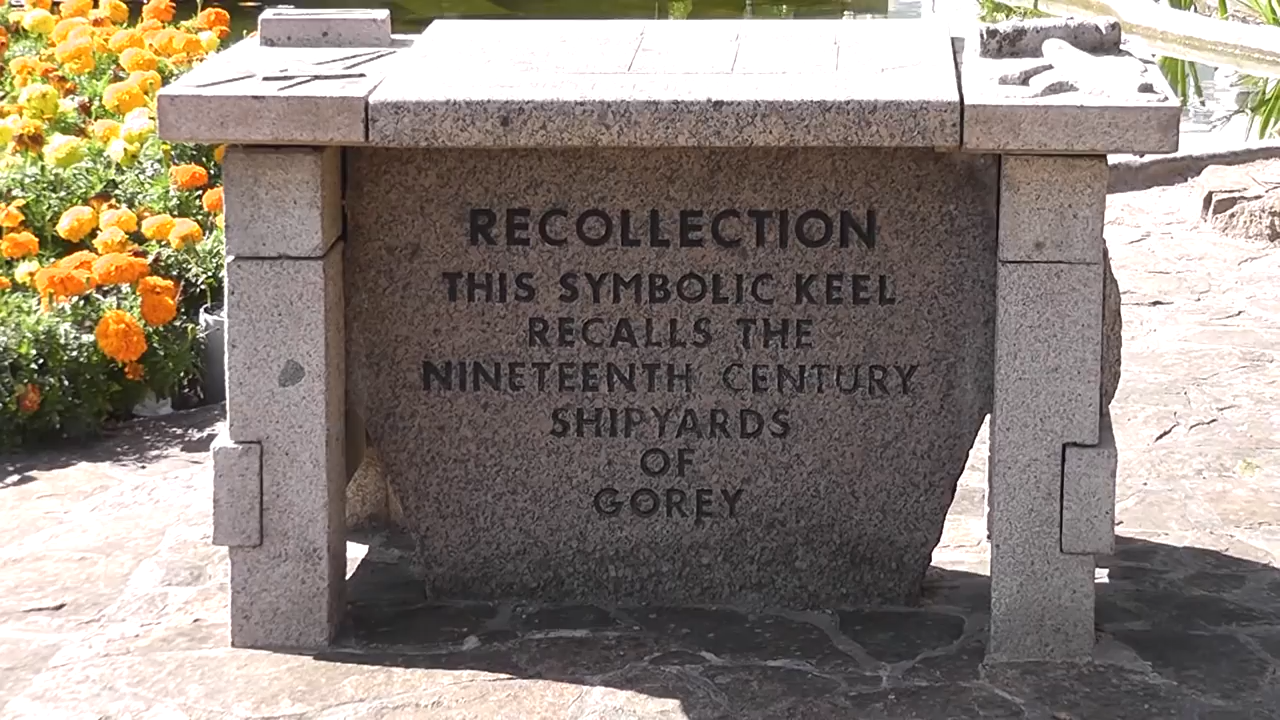 RECOLLECTION
THIS SYMBOLIC KEEL
RECALLS THE
NINETEENTH CENTURY
SHIPYARDS
OF
GOREY